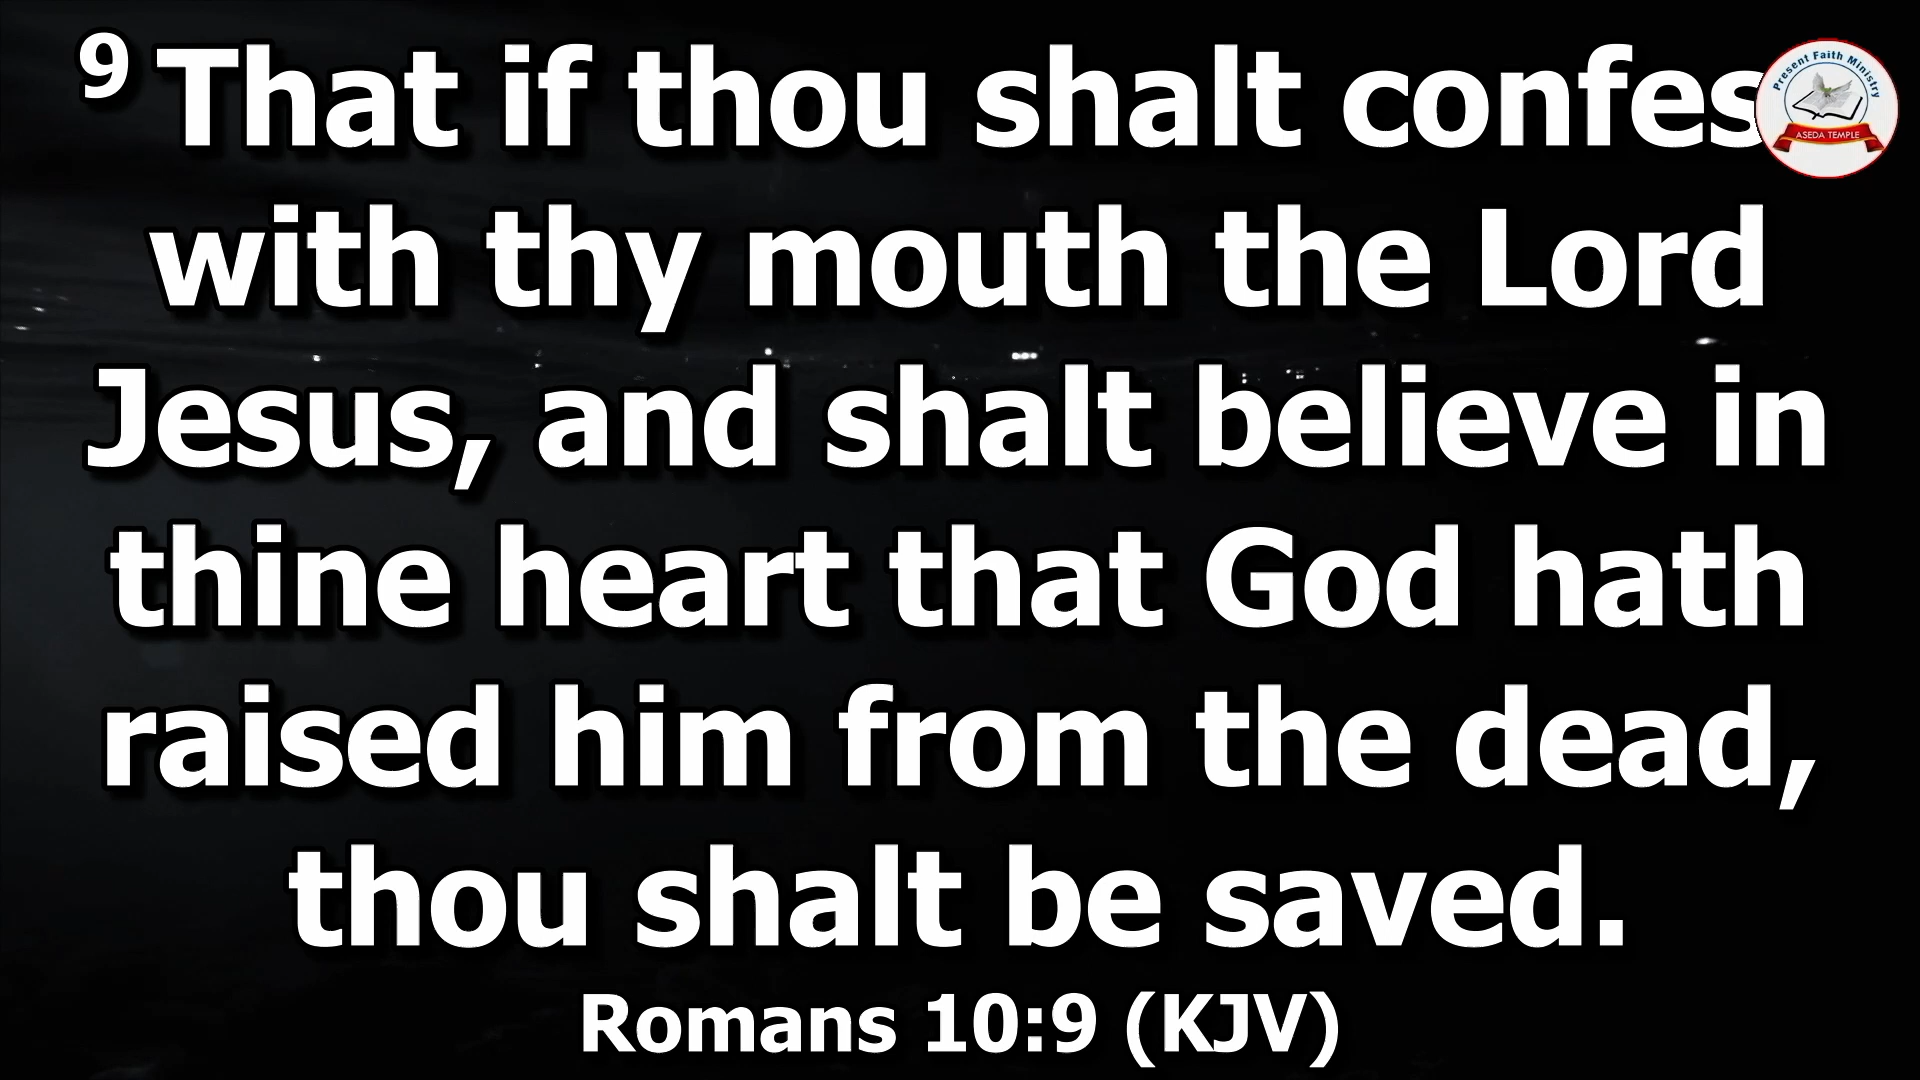 9 That if thou shalt confes
with thy mouth the Lord
Jesus, and shalt believe in
thine heart that God hath
raised him from the dead,
thou shalt be saved.
Romans 10:9 (KJV)
Present Faith Ministry
ASEDA TEMPLE